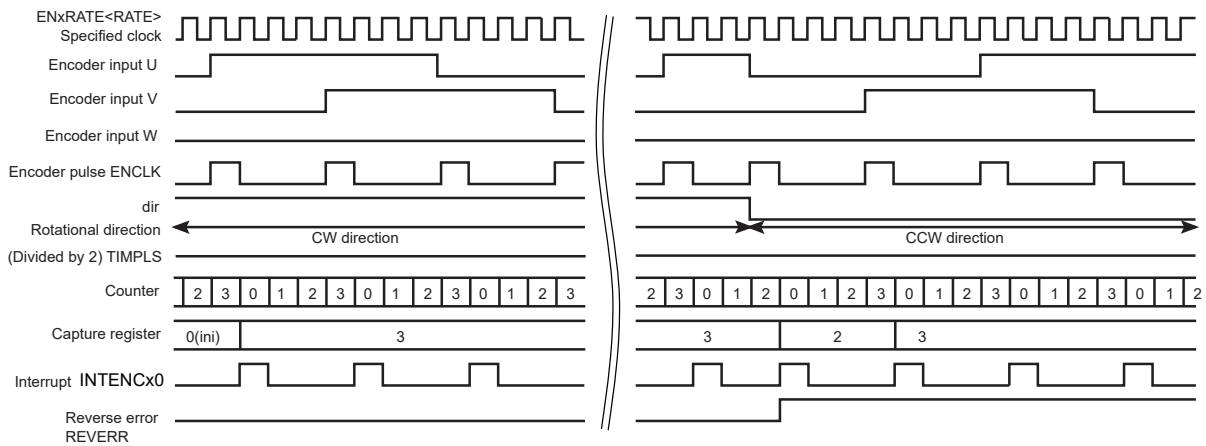 ENxRATE<RATE>
Specified clock
Encoder input U
Encoder input V
Encoder input W
Encoder pulse ENCLK
dir
Rotational direction
CW direction
CCW direction
(Divided by 2) TIMPLS
Counter
2 3 0 1 2 3 0 1 2 3 0 1 2 3
2 3 0 1 2 0 1 2 3 0 1 2 3 0 1 2 3 0 1 2
Capture register
0(ini) 3
3 2 3
Interrupt INTENCx0
Reverse error
REVERR